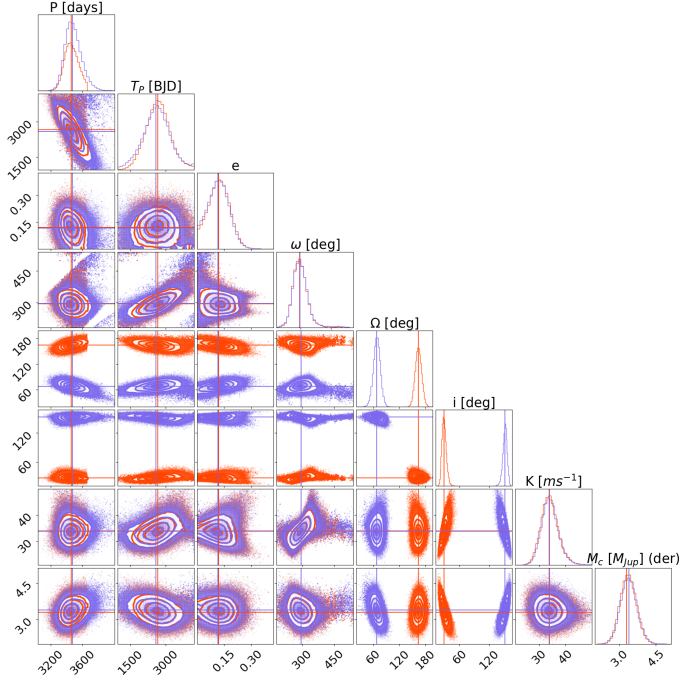 P [days]
T_P [BJD]
3000
1500
e
0.30
0.15
ω [deg]
450
300
Ω [deg]
180
120
60
i [deg]
120
60
K [ms⁻¹]
40
30
M_c [M_Jup] (der)
4.5
3.0
3200 3600 1500 3000 0.15 0.30 300 450 60 120 180 60 120 30 40 3.0 4.5